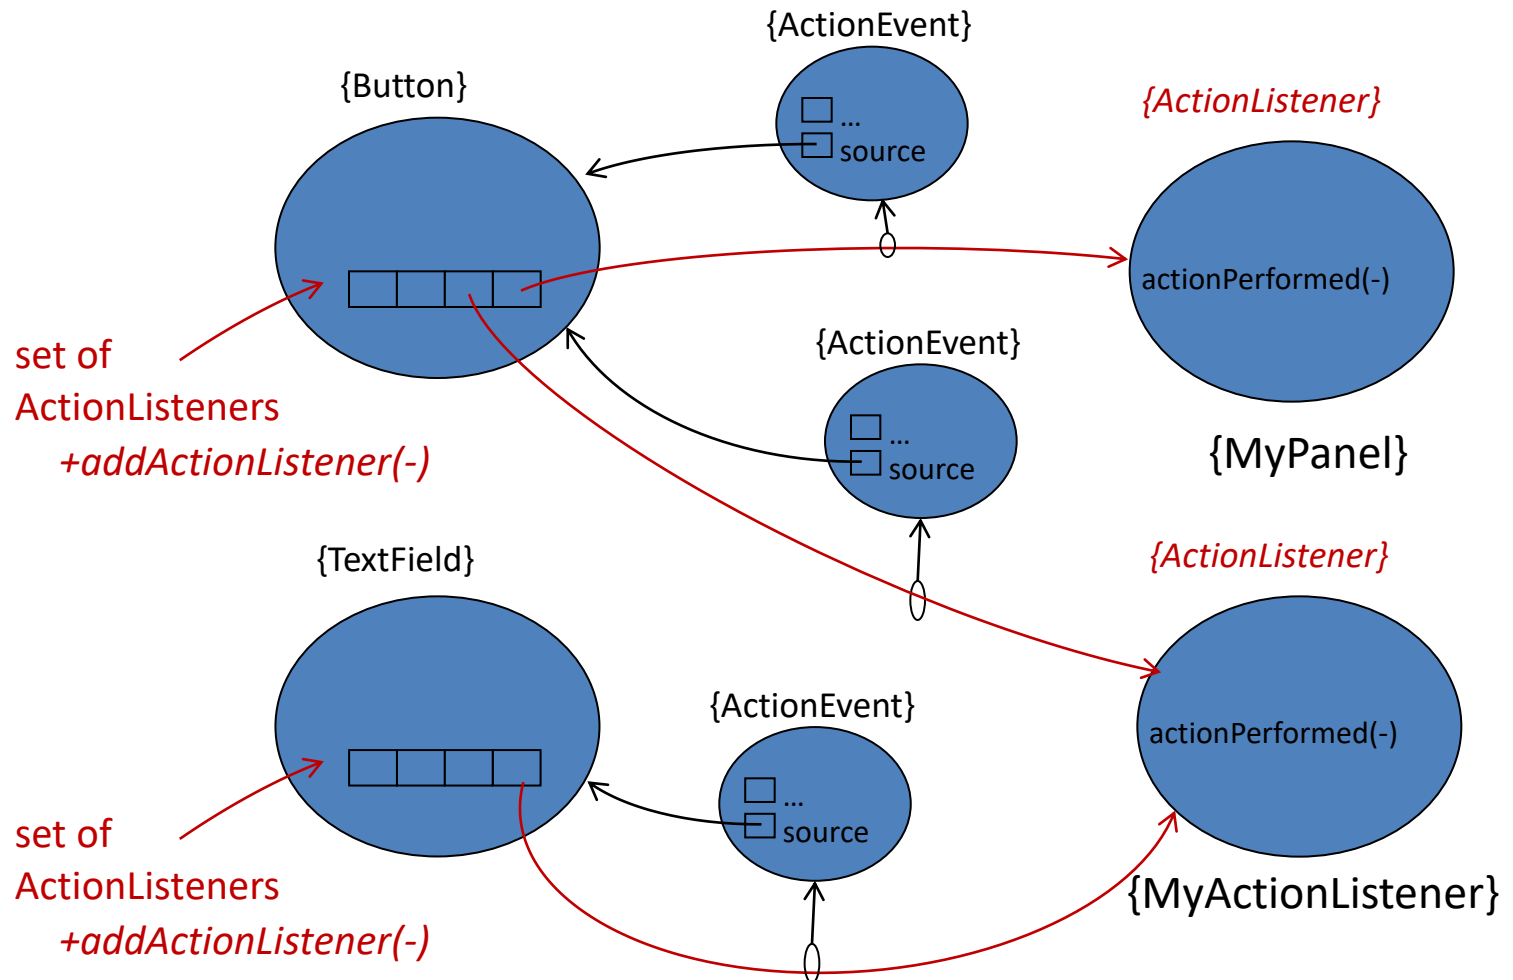 {ActionEvent}
{Button}
{ActionListener}
...
source
actionPerformed(-)
set of
ActionListeners
+addActionListener(-)
{ActionEvent}
...
source
{MyPanel}
{TextField}
{ActionListener}
{ActionEvent}
...
source
actionPerformed(-)
set of
ActionListeners
+addActionListener(-)
{MyActionListener}